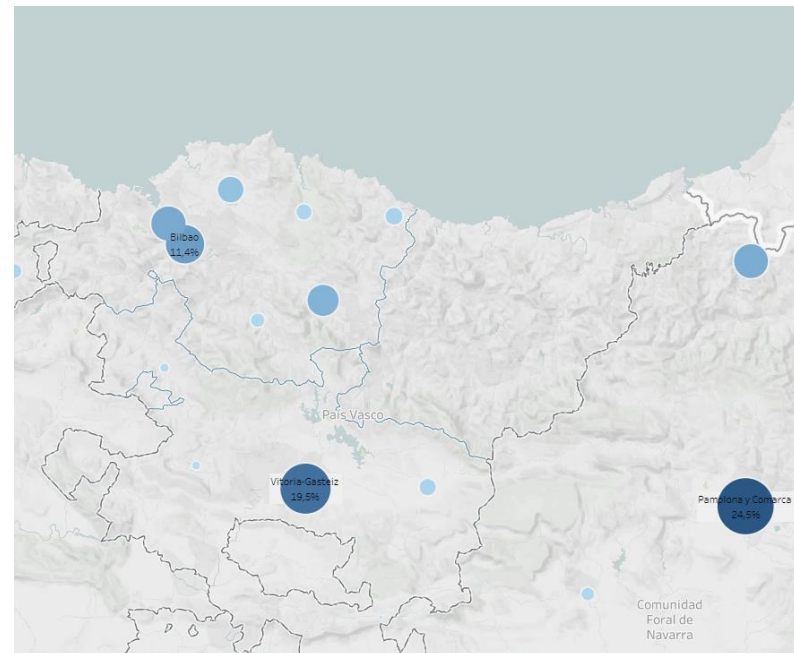 Bilbao
11,4%
País Vasco
Vitoria-Gasteiz
19,5%
Pamplona y Comarca
24,5%
Comunidad
Foral de
Navarra